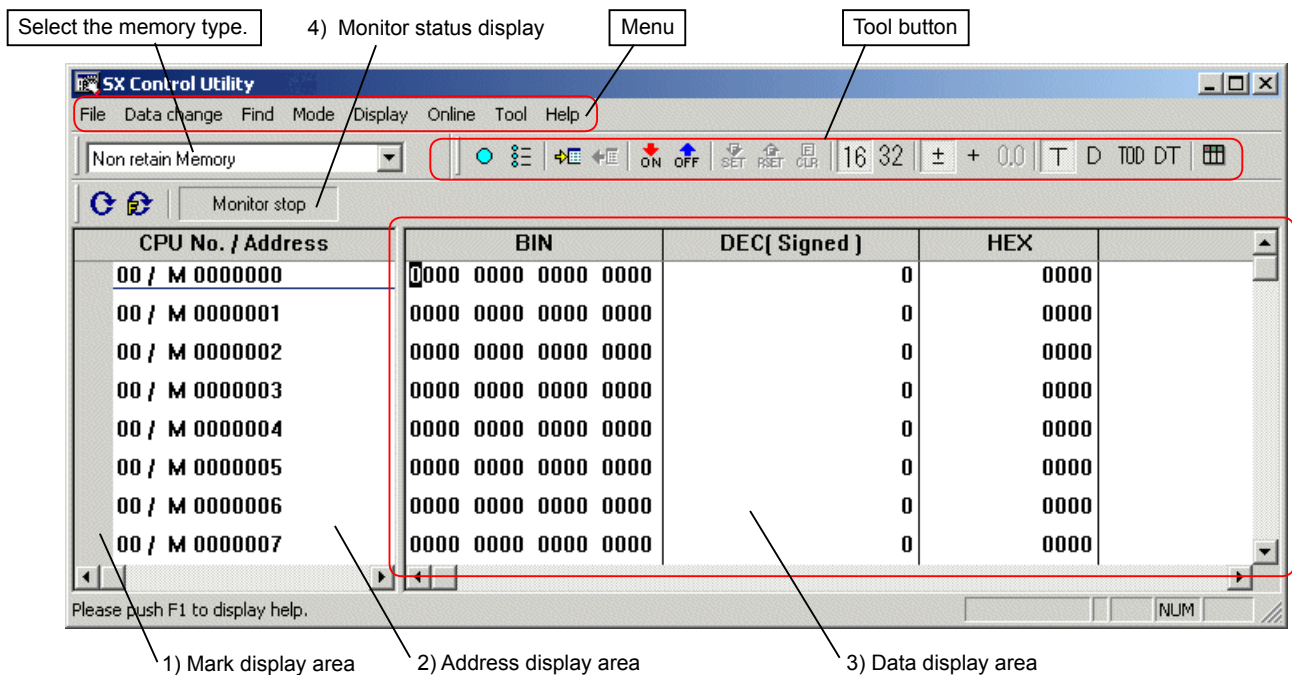 Select the memory type.
4) Monitor status display
Menu
Tool button
SX Control Utility
File Data change Find Mode Display Online Tool Help
Non retain Memory
ON OFF SET RSET CLR 16 32 ± + 0.0 T D TOD DT
Monitor stop
CPU No. / Address BIN DEC( Signed ) HEX
00 / M 0000000 0000 0000 0000 0000 0 0000
00 / M 0000001 0000 0000 0000 0000 0 0000
00 / M 0000002 0000 0000 0000 0000 0 0000
00 / M 0000003 0000 0000 0000 0000 0 0000
00 / M 0000004 0000 0000 0000 0000 0 0000
00 / M 0000005 0000 0000 0000 0000 0 0000
00 / M 0000006 0000 0000 0000 0000 0 0000
00 / M 0000007 0000 0000 0000 0000 0 0000
Please push F1 to display help. NUM
1) Mark display area
2) Address display area
3) Data display area